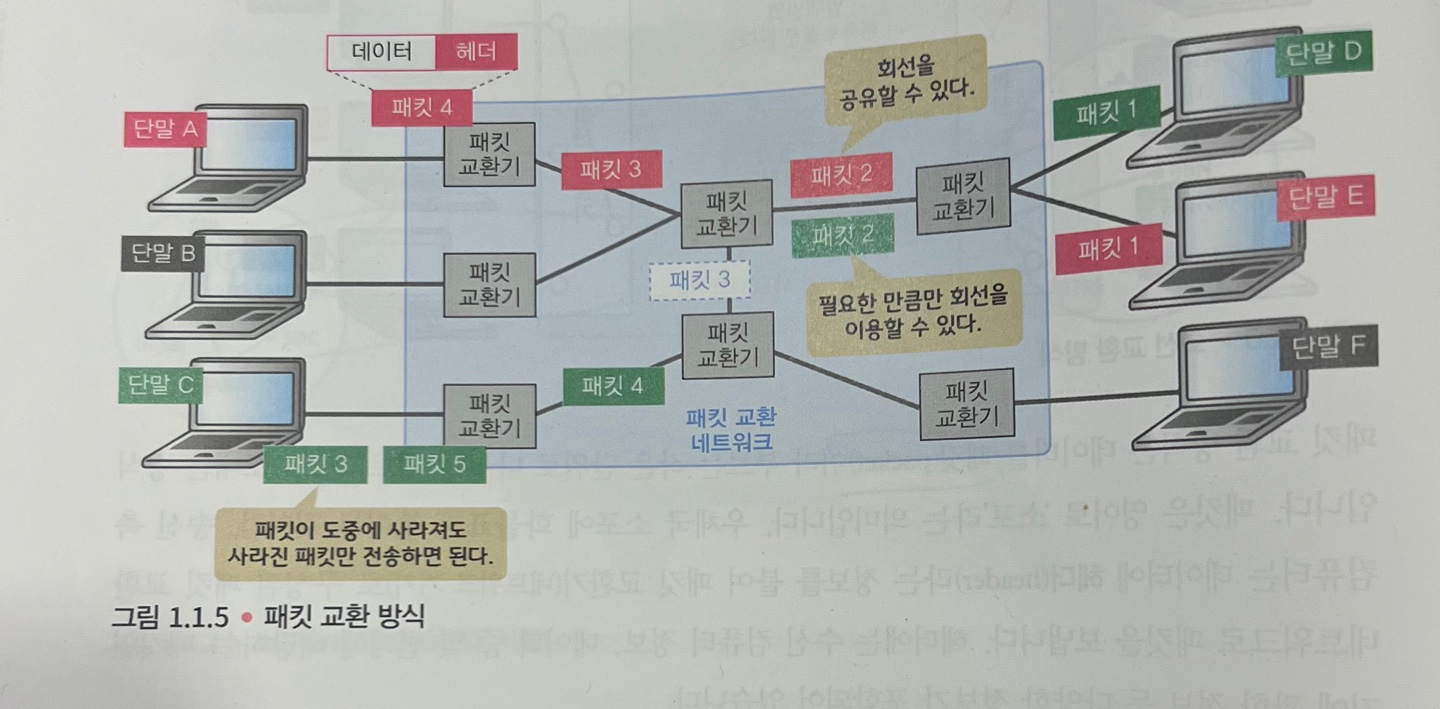 데이터 헤더
패킷 4
단말 A
패킷
교환기
패킷 3
회선을
공유할 수 있다.
패킷 2
패킷 1
단말 D
패킷
교환기
패킷
교환기
단말 E
패킷 1
패킷 2
단말 B
패킷
교환기
패킷 3
필요한 만큼만 회선을
이용할 수 있다.
단말 F
패킷
교환기
단말 C
패킷
교환기
패킷 4
패킷 교환
네트워크
패킷
교환기
패킷 3
패킷 5
패킷이 도중에 사라져도
사라진 패킷만 전송하면 된다.
그림 1.1.5 • 패킷 교환 방식